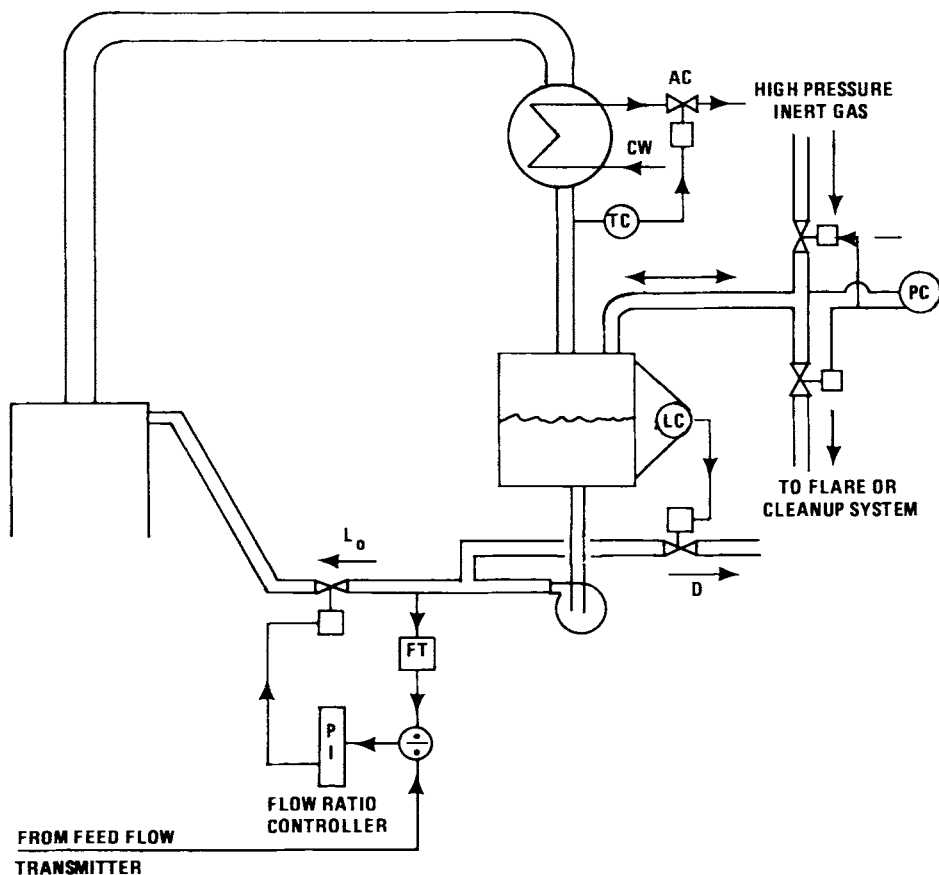 AC
HIGH PRESSURE
INERT GAS
CW
TC
PC
LC
TO FLARE OR
CLEANUP SYSTEM
Lo
D
FT
P
I
÷
FLOW RATIO
CONTROLLER
FROM FEED FLOW
TRANSMITTER